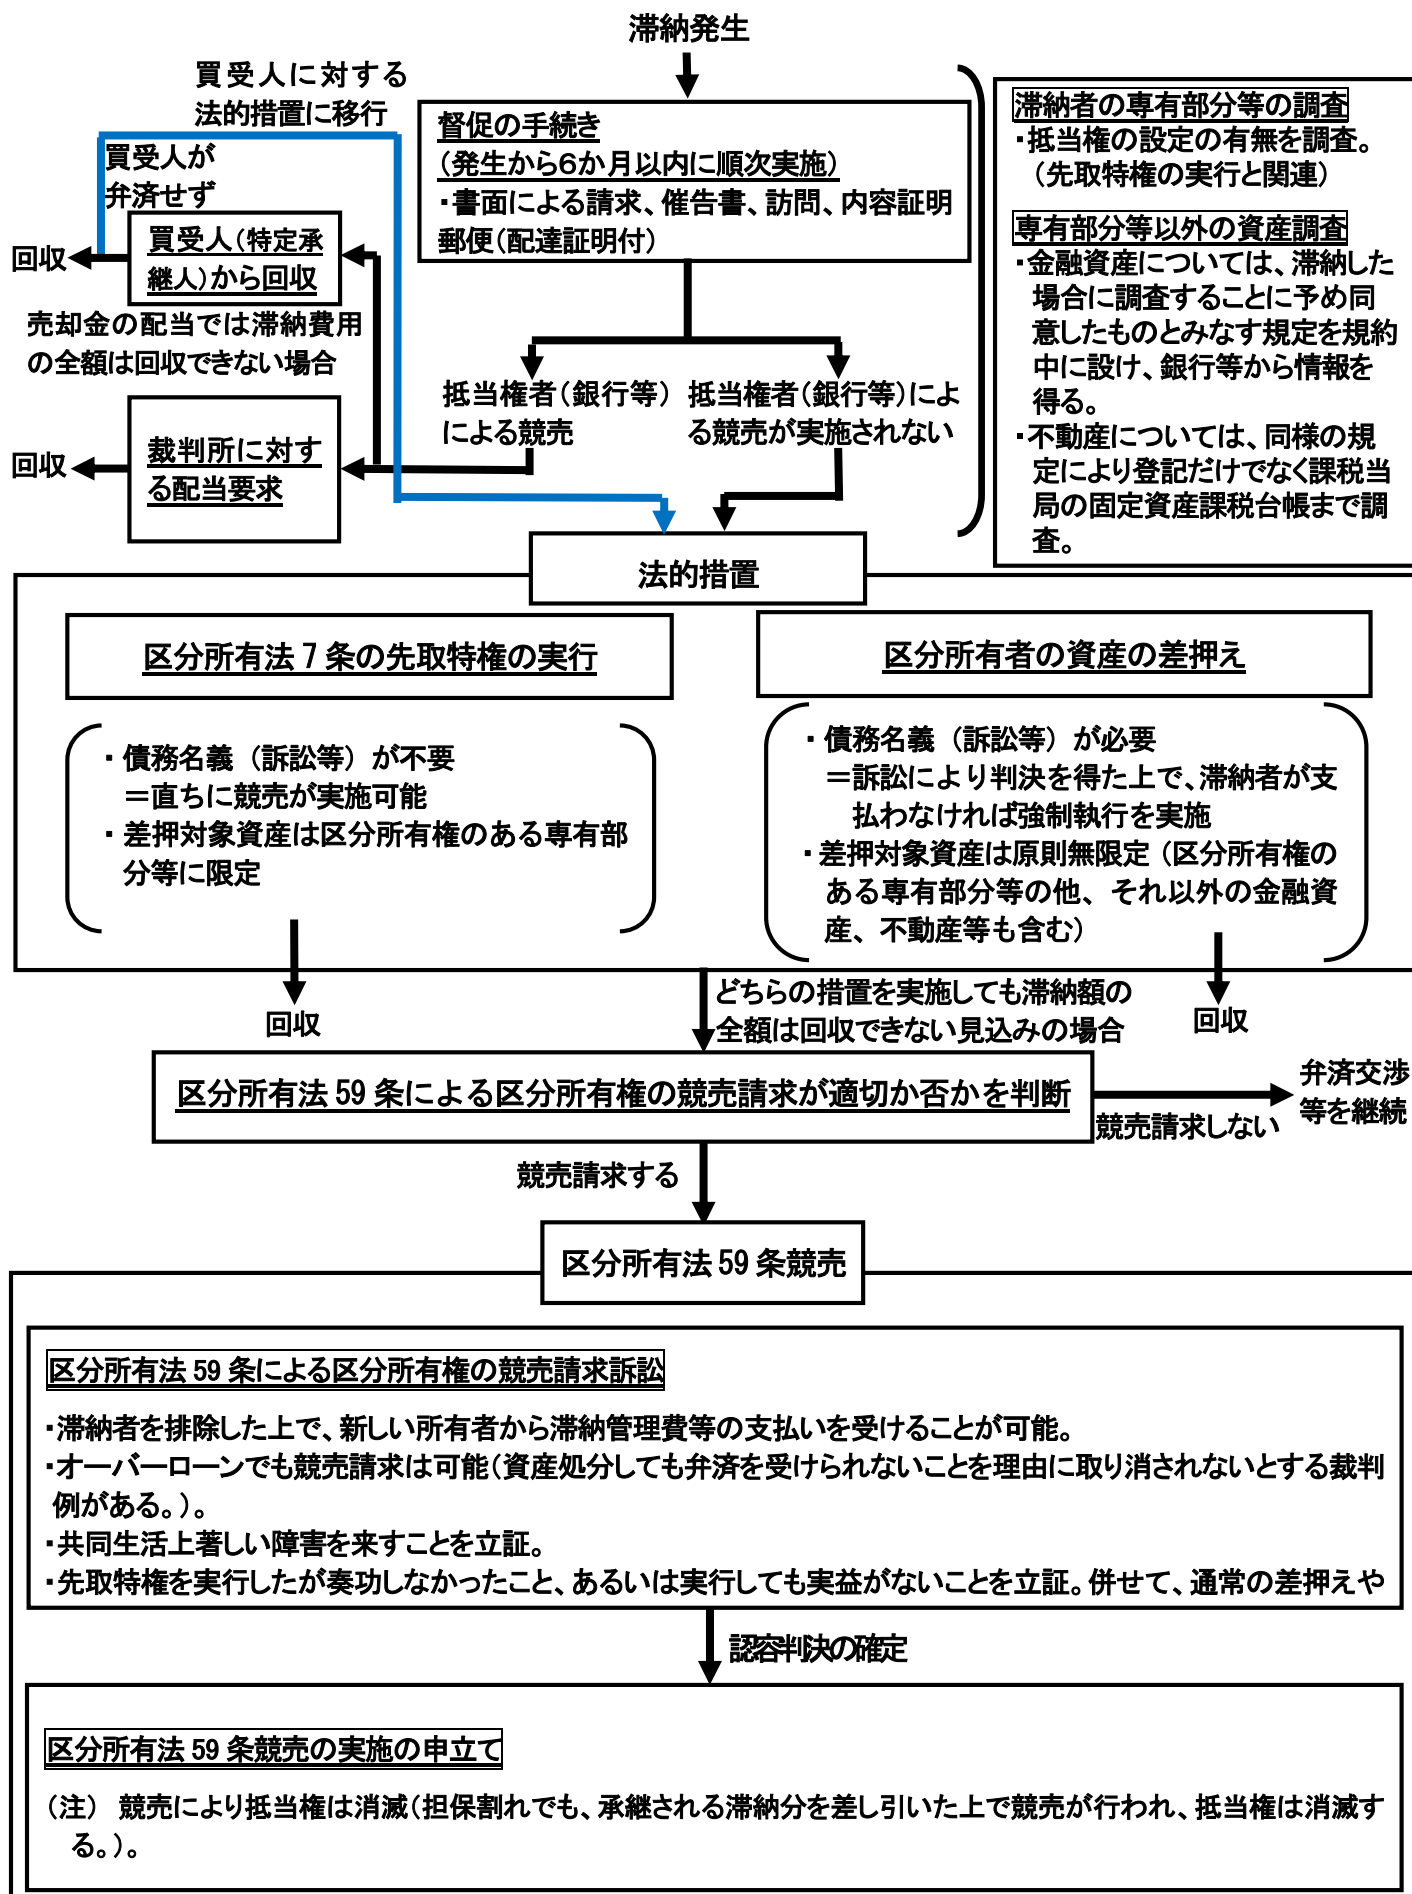 滞納発生
買受人に対する
法的措置に移行
買受人が
弁済せず
督促の手続き
（発生から６か月以内に順次実施）
・書面による請求、催告書、訪問、内容証明
郵便（配達証明付）
滞納者の専有部分等の調査
・抵当権の設定の有無を調査。
（先取特権の実行と関連）
専有部分等以外の資産調査
・金融資産については、滞納した
場合に調査することに予め同
意したものとみなす規定を規約
中に設け、銀行等から情報を
得る。
・不動産については、同様の規
定により登記だけでなく課税当
局の固定資産課税台帳まで調
査。
回収
買受人（特定承
継人）から回収
売却金の配当では滞納費用
の全額は回収できない場合
回収
裁判所に対す
る配当要求
抵当権者（銀行等）
による競売
抵当権者（銀行等）によ
る競売が実施されない
法的措置
区分所有法７条の先取特権の実行
・債務名義（訴訟等）が不要
＝直ちに競売が実施可能
・差押対象資産は区分所有権のある専有部
分等に限定
回収
区分所有者の資産の差押え
・債務名義（訴訟等）が必要
＝訴訟により判決を得た上で、滞納者が支
払わなければ強制執行を実施
・差押対象資産は原則無限定（区分所有権の
ある専有部分等の他、それ以外の金融資
産、不動産等も含む）
回収
どちらの措置を実施しても滞納額の
全額は回収できない見込みの場合
区分所有法 59 条による区分所有権の競売請求が適切か否かを判断
競売請求しない
弁済交渉
等を継続
競売請求する
区分所有法 59 条競売
区分所有法 59 条による区分所有権の競売請求訴訟
・滞納者を排除した上で、新しい所有者から滞納管理費等の支払いを受けることが可能。
・オーバーローンでも競売請求は可能（資産処分しても弁済を受けられないことを理由に取り消されないとする裁判
例がある。）。
・共同生活上著しい障害を来すことを立証。
・先取特権を実行したが奏功しなかったこと、あるいは実行しても実益がないことを立証。併せて、通常の差押えや
認容判決の確定
区分所有法 59 条競売の実施の申立て
（注） 競売により抵当権は消滅（担保割れでも、承継される滞納分を差し引いた上で競売が行われ、抵当権は消滅す
る。）。